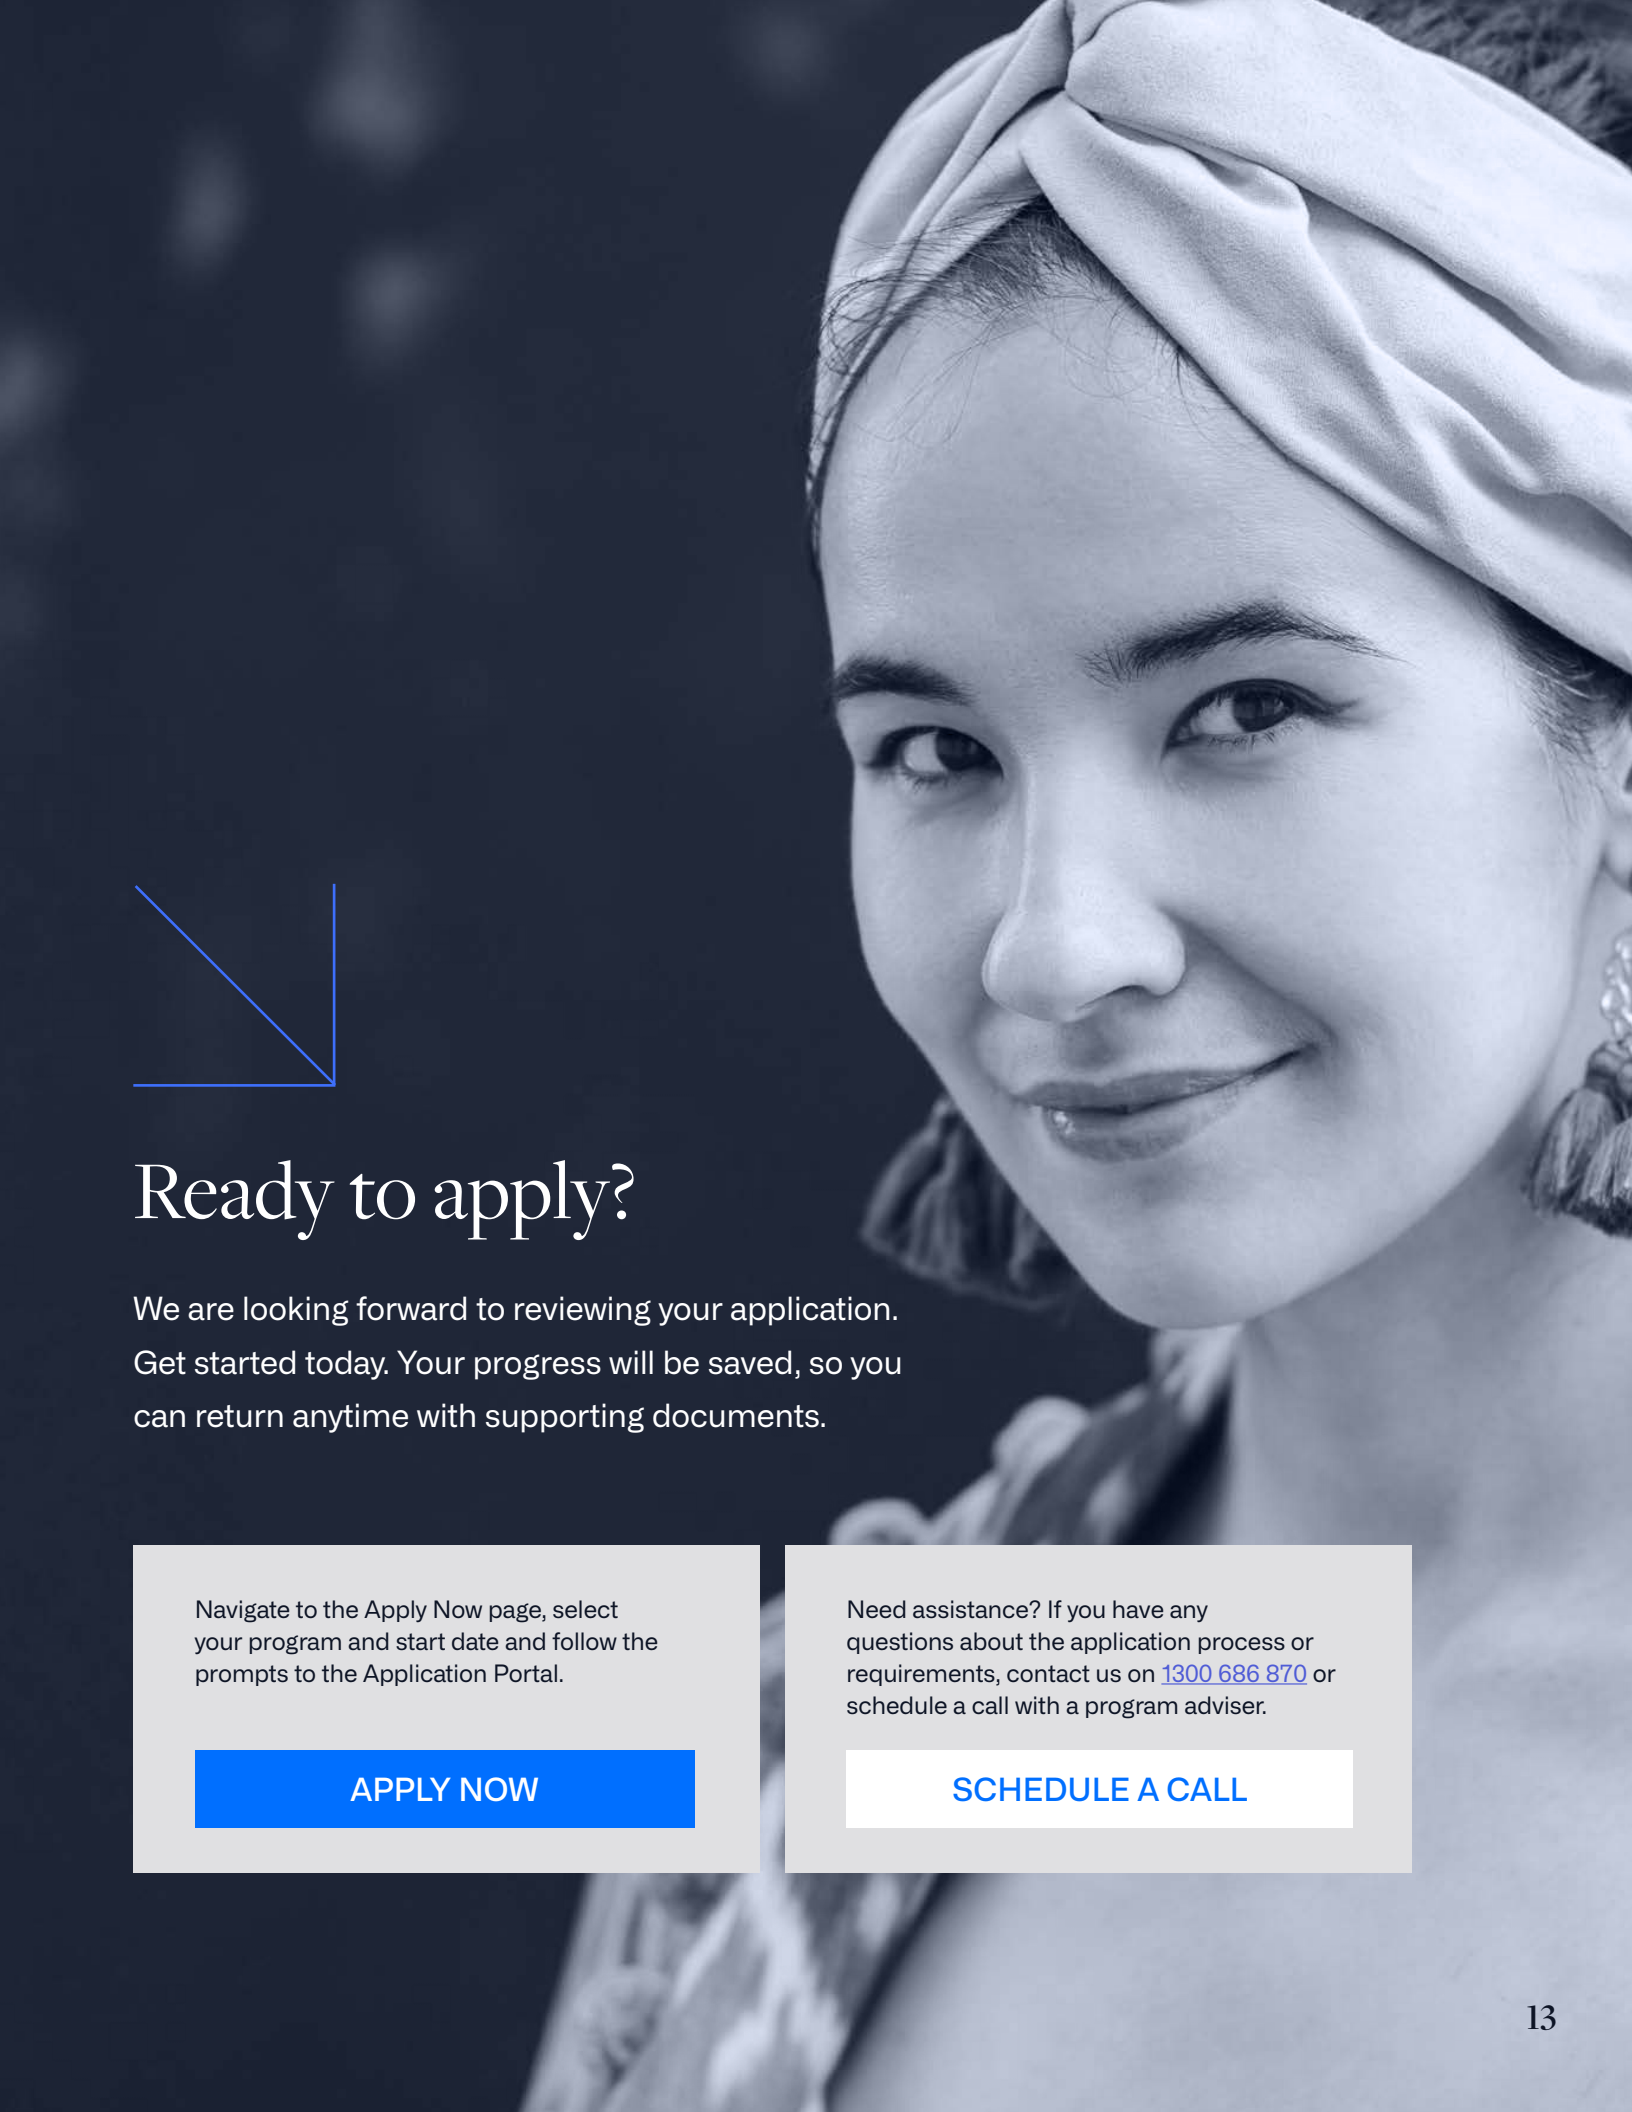 Ready to apply?
We are looking forward to reviewing your application.
Get started today. Your progress will be saved, so you
can return anytime with supporting documents.
Navigate to the Apply Now page, select
your program and start date and follow the
prompts to the Application Portal.
APPLY NOW
Need assistance? If you have any
questions about the application process or
requirements, contact us on 1300 686 870 or
schedule a call with a program adviser.
SCHEDULE A CALL
13